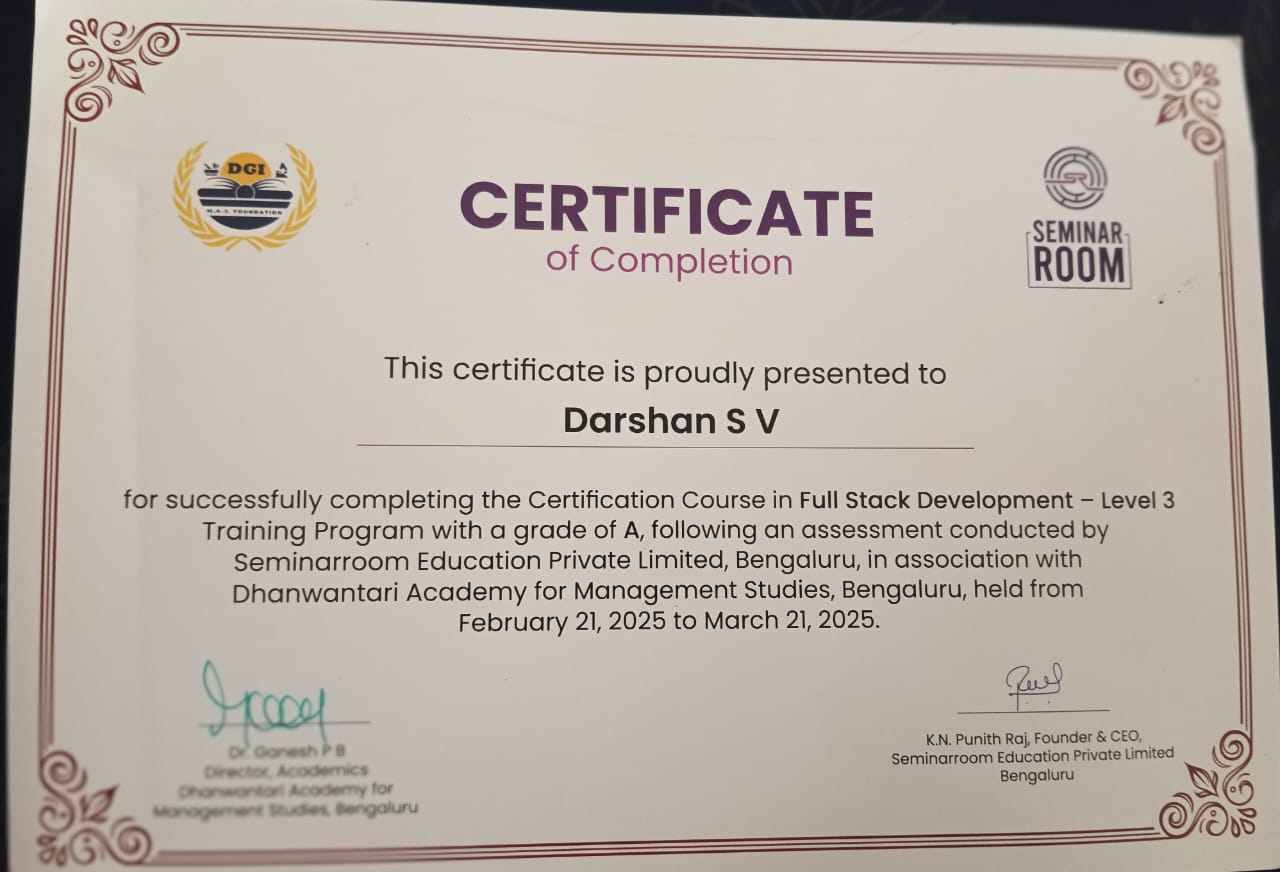 DGI
M.A.J. FOUNDATION
CERTIFICATE
of Completion
SR
SEMINAR
ROOM
This certificate is proudly presented to
Darshan S V
for successfully completing the Certification Course in Full Stack Development – Level 3
Training Program with a grade of A, following an assessment conducted by
Seminarroom Education Private Limited, Bengaluru, in association with
Dhanwantari Academy for Management Studies, Bengaluru, held from
February 21, 2025 to March 21, 2025.
Dr. Ganesh P B
Director, Academics
Dhanwantari Academy for
Management Studies, Bengaluru
K.N. Punith Raj, Founder & CEO,
Seminarroom Education Private Limited
Bengaluru